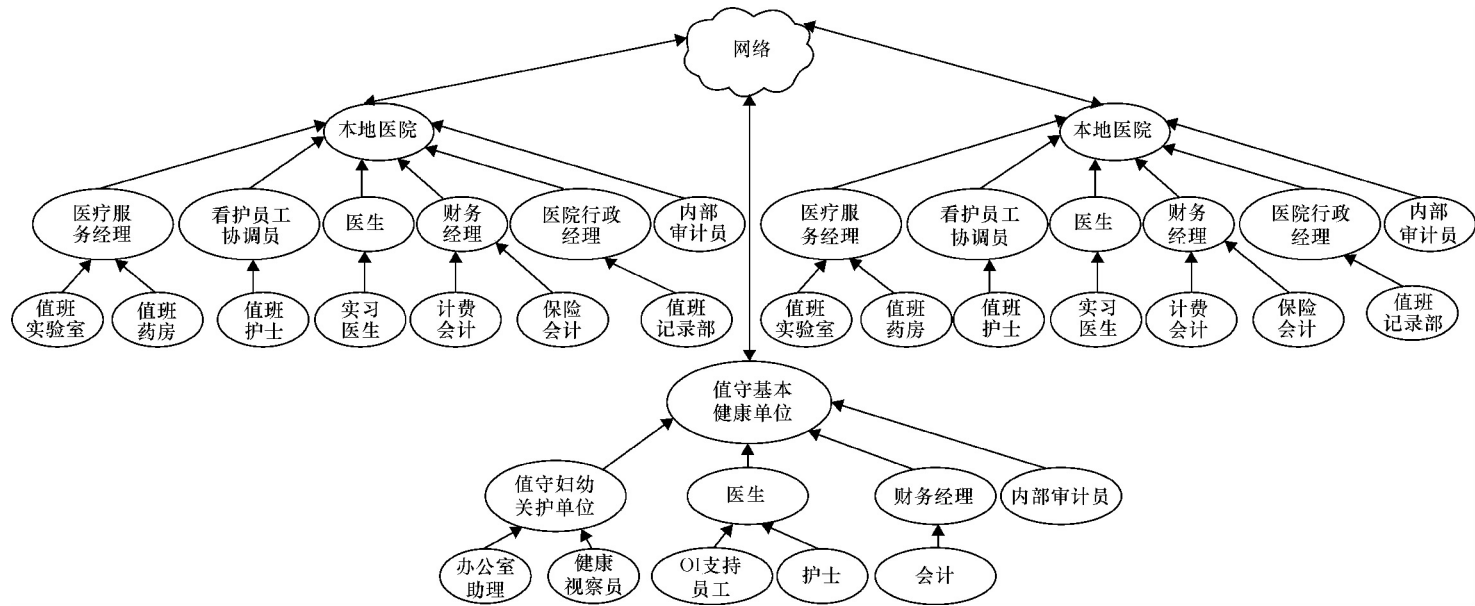 网络
本地医院
本地医院
医疗服
务经理
看护员工
协调员
医生
财务
经理
医院行政
经理
内部
审计员
医疗服
务经理
看护员工
协调员
医生
财务
经理
医院行政
经理
内部
审计员
值班
实验室
值班
药房
值班
护士
实习
医生
计费
会计
保险
会计
值班
记录部
值班
实验室
值班
药房
值班
护士
实习
医生
计费
会计
保险
会计
值班
记录部
值守基本
健康单位
值守妇幼
关护单位
医生
财务经理
内部审计员
办公室
助理
健康
视察员
OI支持
员工
护士
会计